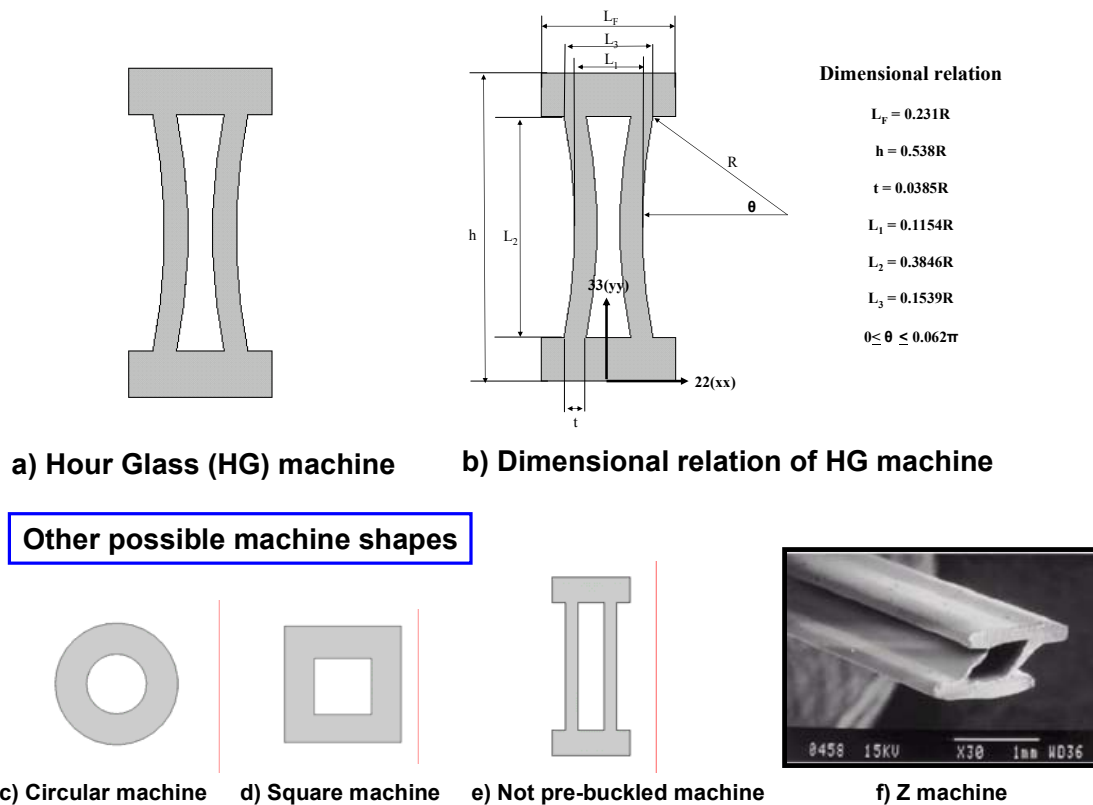 L_F
L_3
L_1
R
θ
h
L_2
33(yy)
22(xx)
t
Dimensional relation
L_F = 0.231R
h = 0.538R
t = 0.0385R
L_1 = 0.1154R
L_2 = 0.3846R
L_3 = 0.1539R
0≤ θ ≤ 0.062π
a) Hour Glass (HG) machine
b) Dimensional relation of HG machine
Other possible machine shapes
0458 15KV X30 1mm WD36
c) Circular machine
d) Square machine
e) Not pre-buckled machine
f) Z machine